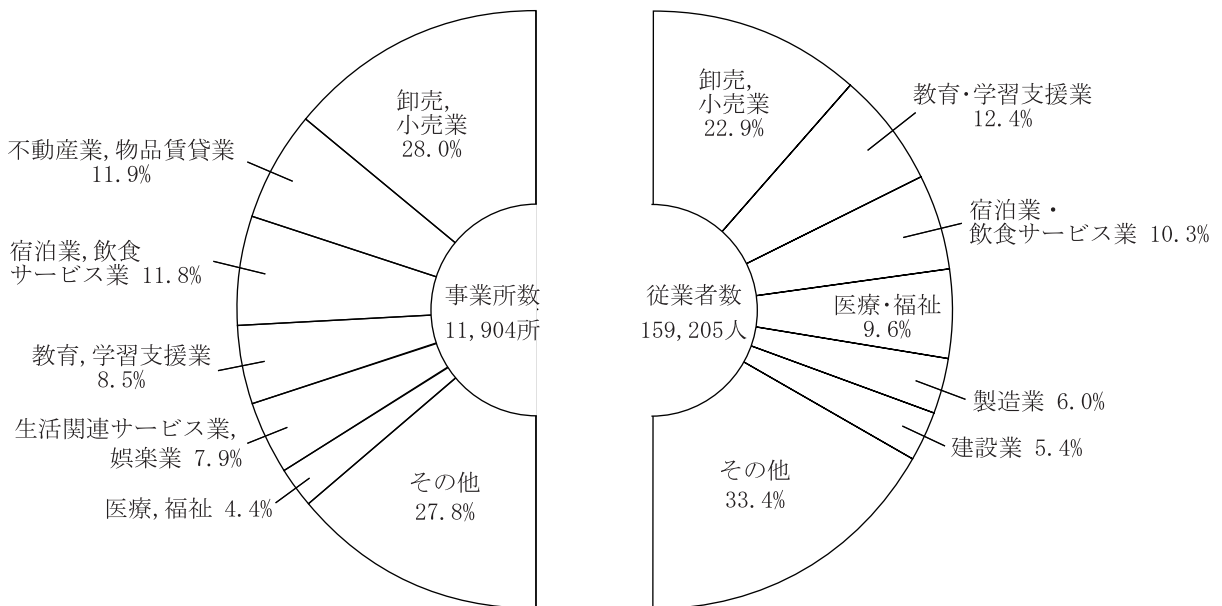 卸売,
小売業
28.0%
不動産業,物品賃貸業
11.9%
宿泊業,飲食
サービス業 11.8%
教育,学習支援業
8.5%
生活関連サービス業,
娯楽業 7.9%
医療,福祉 4.4%
その他
27.8%
事業所数
11,904所
卸売,
小売業
22.9%
教育・学習支援業
12.4%
宿泊業・
飲食サービス業 10.3%
医療・福祉
9.6%
製造業 6.0%
建設業 5.4%
その他
33.4%
従業者数
159,205人